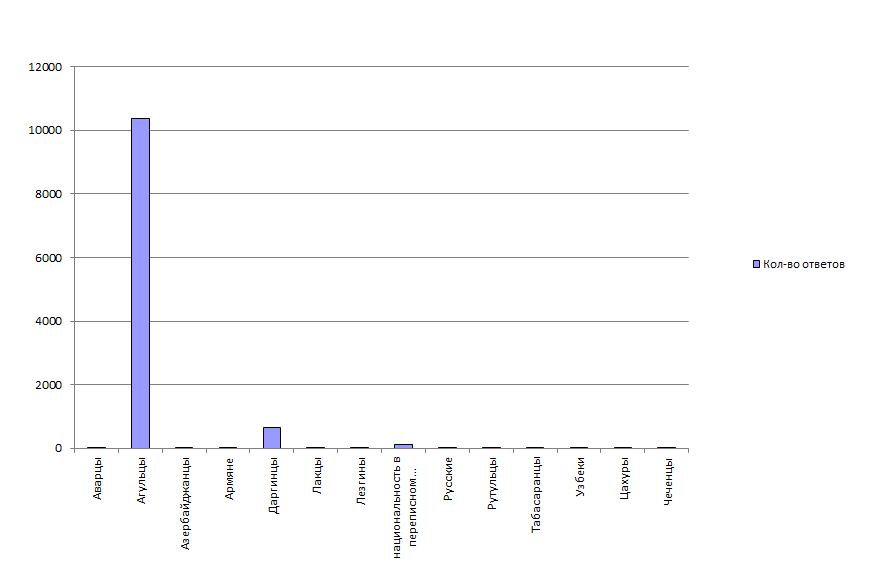 12000
10000
8000
6000
4000
2000
0
Аварцы
Агульцы
Азербайджанцы
Армяне
Даргинцы
Лакцы
Лезгины
национальность в
переписном...
Русские
Рутульцы
Табасаранцы
Узбеки
Цахуры
Чеченцы
Кол-во ответов